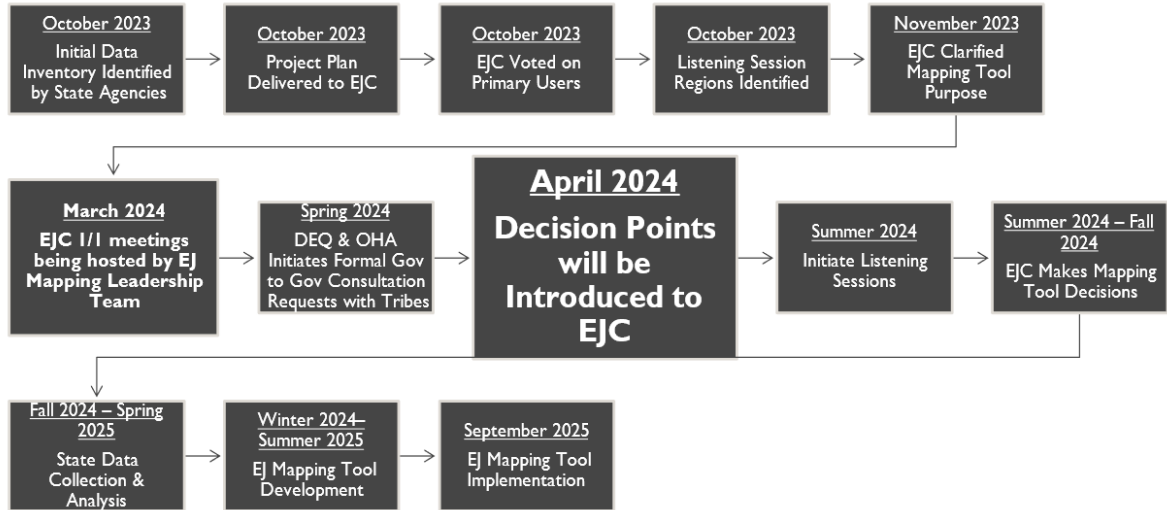 October 2023
Initial Data
Inventory Identified
by State Agencies
October 2023
Project Plan
Delivered to EJC
October 2023
EJC Voted on
Primary Users
October 2023
Listening Session
Regions Identified
November 2023
EJC Clarified
Mapping Tool
Purpose
March 2024
EJC 1/1 meetings
being hosted by EJ
Mapping Leadership
Team
Spring 2024
DEQ & OHA
Initiates Formal Gov
to Gov Consultation
Requests with Tribes
April 2024
Decision Points
will be
Introduced to
EJC
Summer 2024
Initiate Listening
Sessions
Summer 2024 – Fall
2024
EJC Makes Mapping
Tool Decisions
Fall 2024 – Spring
2025
State Data
Collection &
Analysis
Winter 2024–
Summer 2025
EJ Mapping Tool
Development
September 2025
EJ Mapping Tool
Implementation